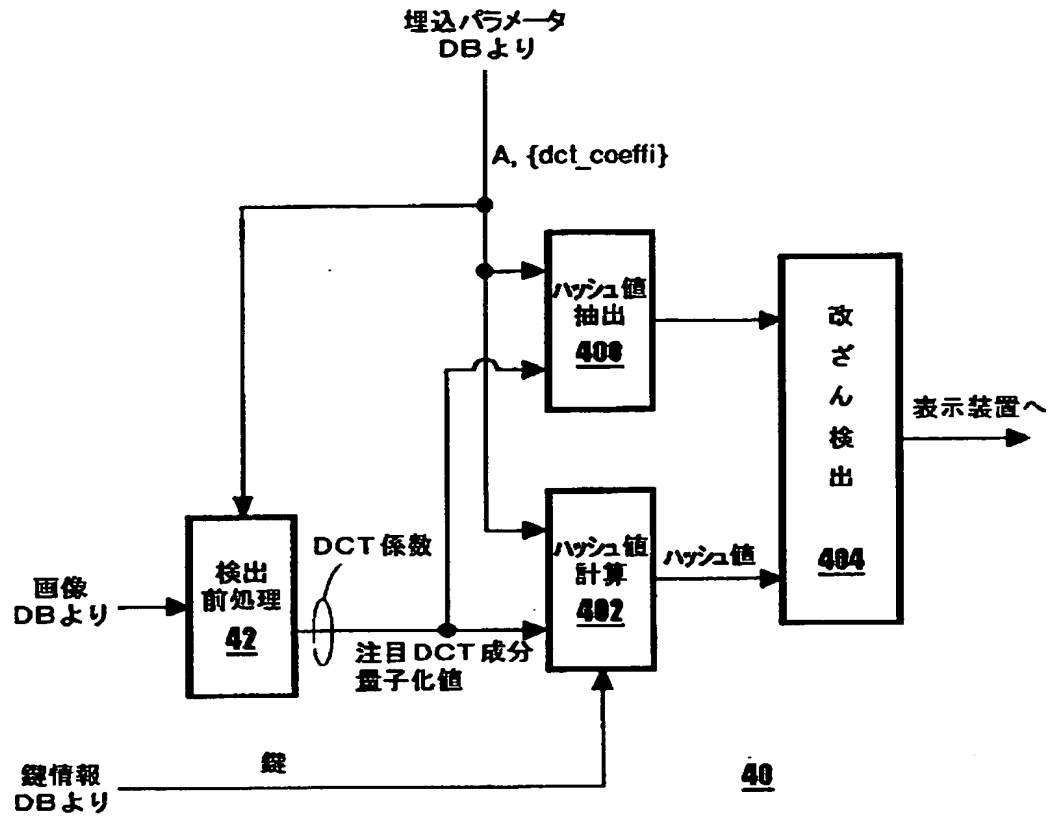 埋込パラメータ
DBより
A, {dct_coeffi}
ハッシュ値
抽出
400
改ざん検出
404
表示装置へ
検出
前処理
42
DCT係数
画像
DBより
注目DCT成分
量子化値
ハッシュ値
計算
402
ハッシュ値
鍵情報
DBより
鍵
40